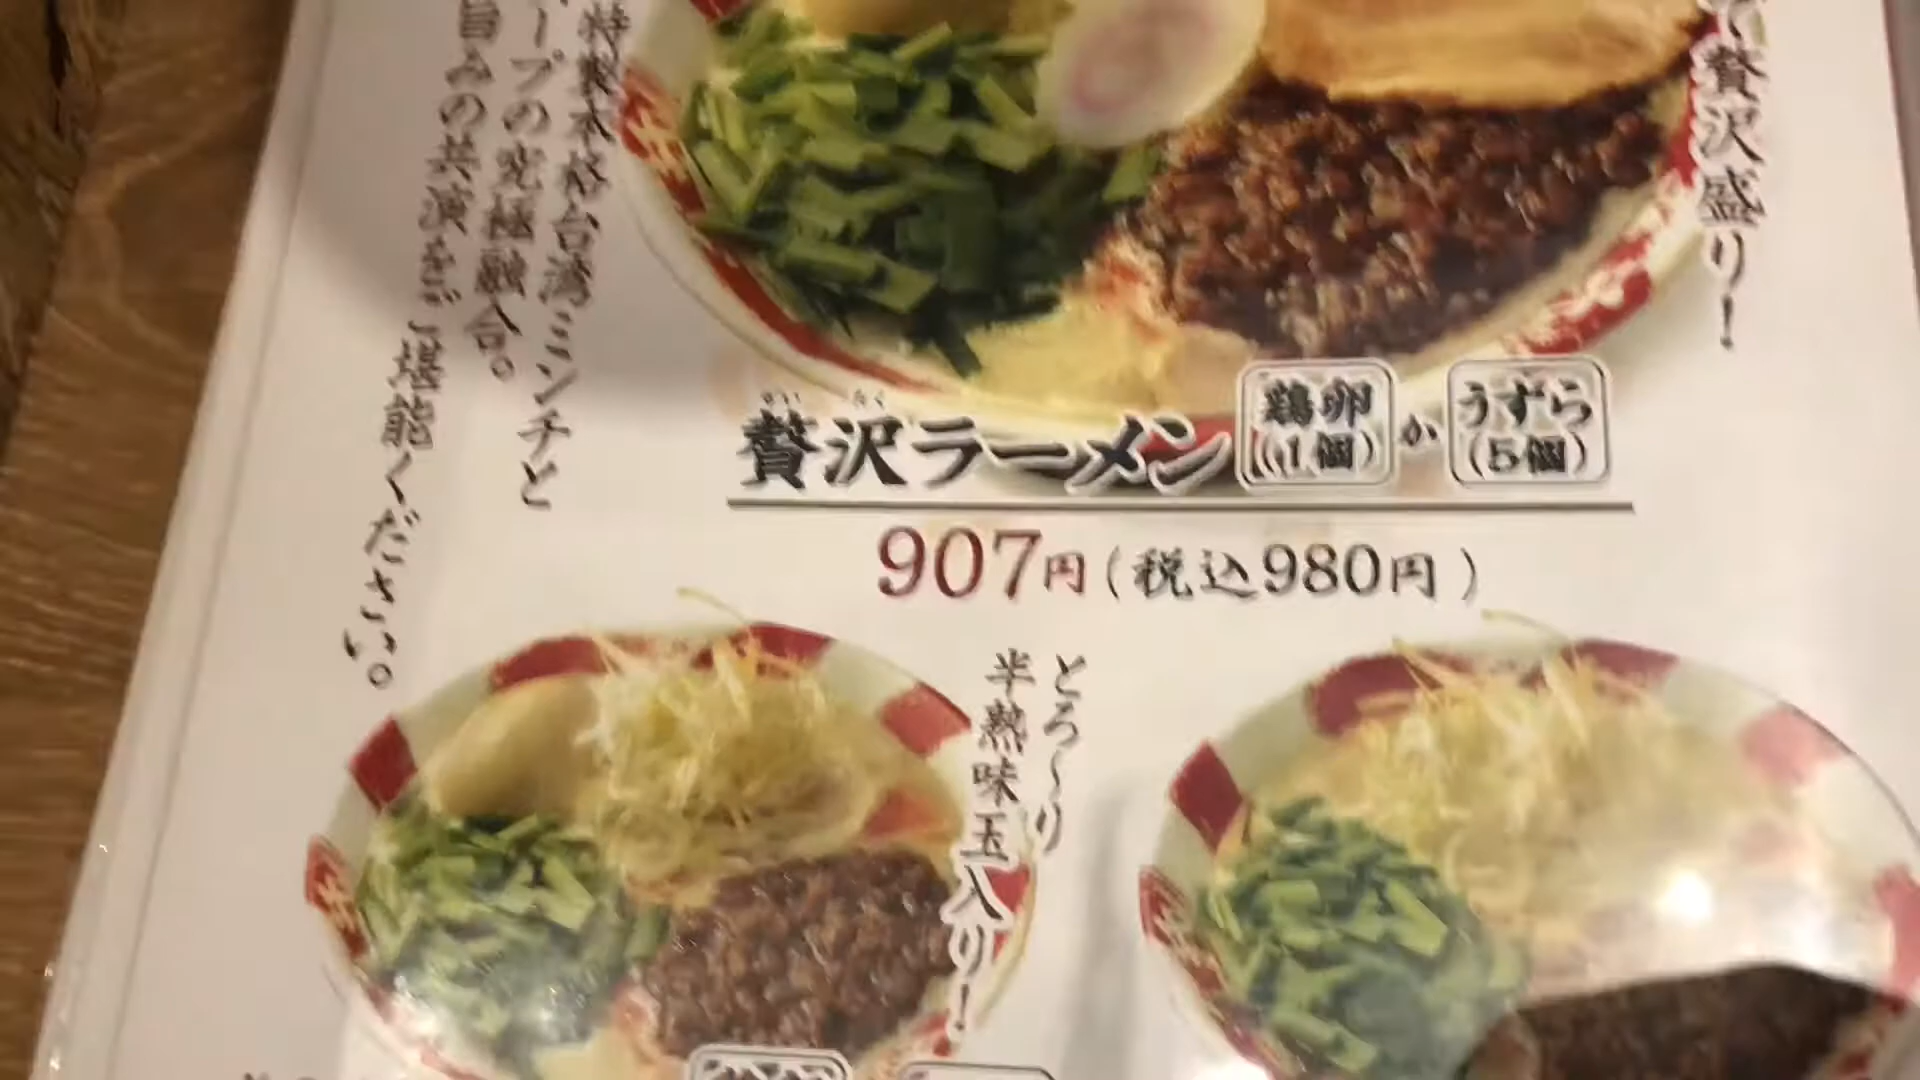 贅沢盛り！
特製本格台湾ミンチと
ープの究極融合。
旨みの共演をご堪能ください。
ぜい たく
贅沢ラーメン 鶏卵（1個） か うずら（5個）
907円（税込980円）
とろ～り
半熟味玉入り！